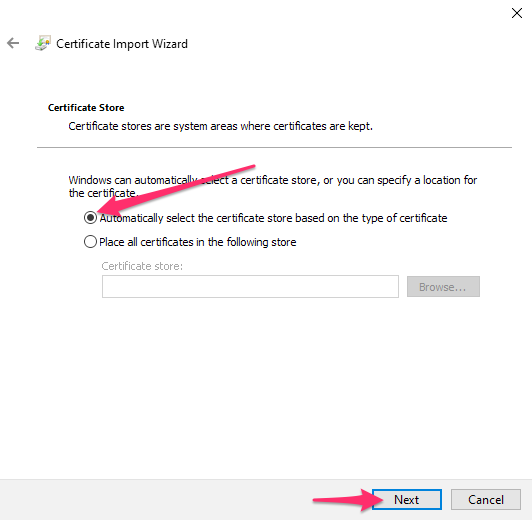 Certificate Import Wizard
Certificate Store
Certificate stores are system areas where certificates are kept.
Windows can automatically select a certificate store, or you can specify a location for
the certificate.
Automatically select the certificate store based on the type of certificate
Place all certificates in the following store
Certificate store:
Browse...
Next
Cancel